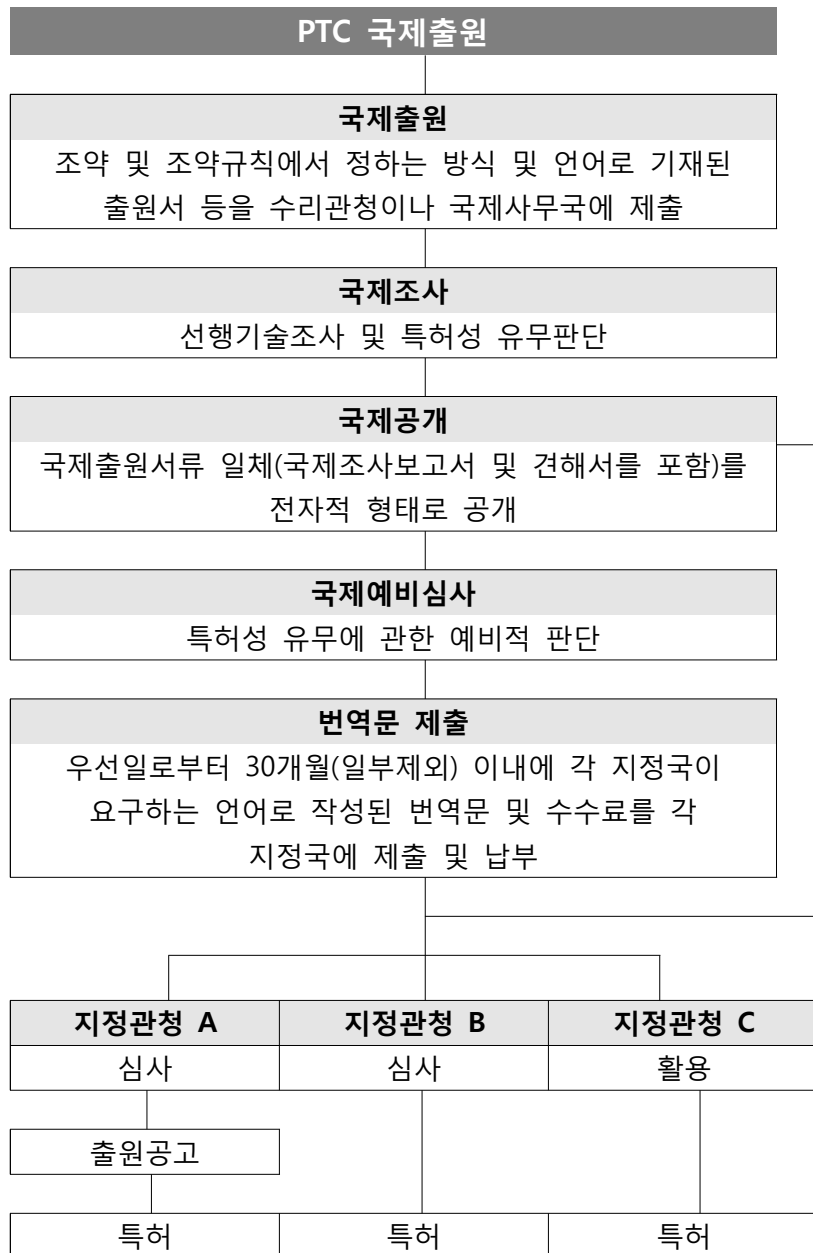 PTC 국제출원
국제출원
조약 및 조약규칙에서 정하는 방식 및 언어로 기재된
출원서 등을 수리관청이나 국제사무국에 제출
국제조사
선행기술조사 및 특허성 유무판단
국제공개
국제출원서류 일체(국제조사보고서 및 견해서를 포함)를
전자적 형태로 공개
국제예비심사
특허성 유무에 관한 예비적 판단
번역문 제출
우선일로부터 30개월(일부제외) 이내에 각 지정국이
요구하는 언어로 작성된 번역문 및 수수료를 각
지정국에 제출 및 납부
지정관청 A 지정관청 B 지정관청 C
심사 심사 활용
출원공고
특허 특허 특허